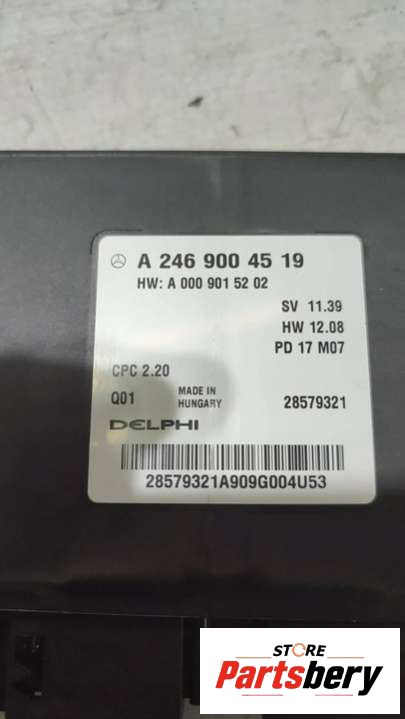 A 246 900 45 19
HW: A 000 901 52 02
SV 11.39
HW 12.08
PD 17 M07
CPC 2.20
Q01 MADE IN HUNGARY 28579321
DELPHI
28579321A909G004U53
STORE
Partsbery